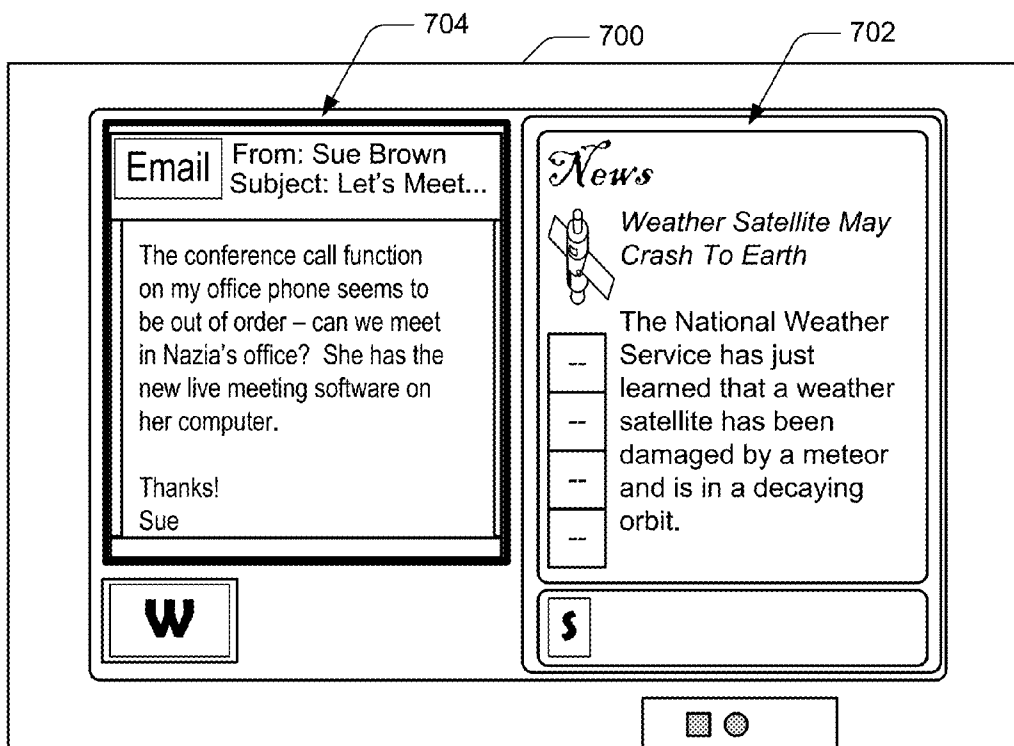 704
700
702
Email
From: Sue Brown
Subject: Let's Meet...
The conference call function
on my office phone seems to
be out of order – can we meet
in Nazia's office?  She has the
new live meeting software on
her computer.
Thanks!
Sue
W
News
Weather Satellite May
Crash To Earth
The National Weather
Service has just
learned that a weather
satellite has been
damaged by a meteor
and is in a decaying
orbit.
--
--
--
--
S